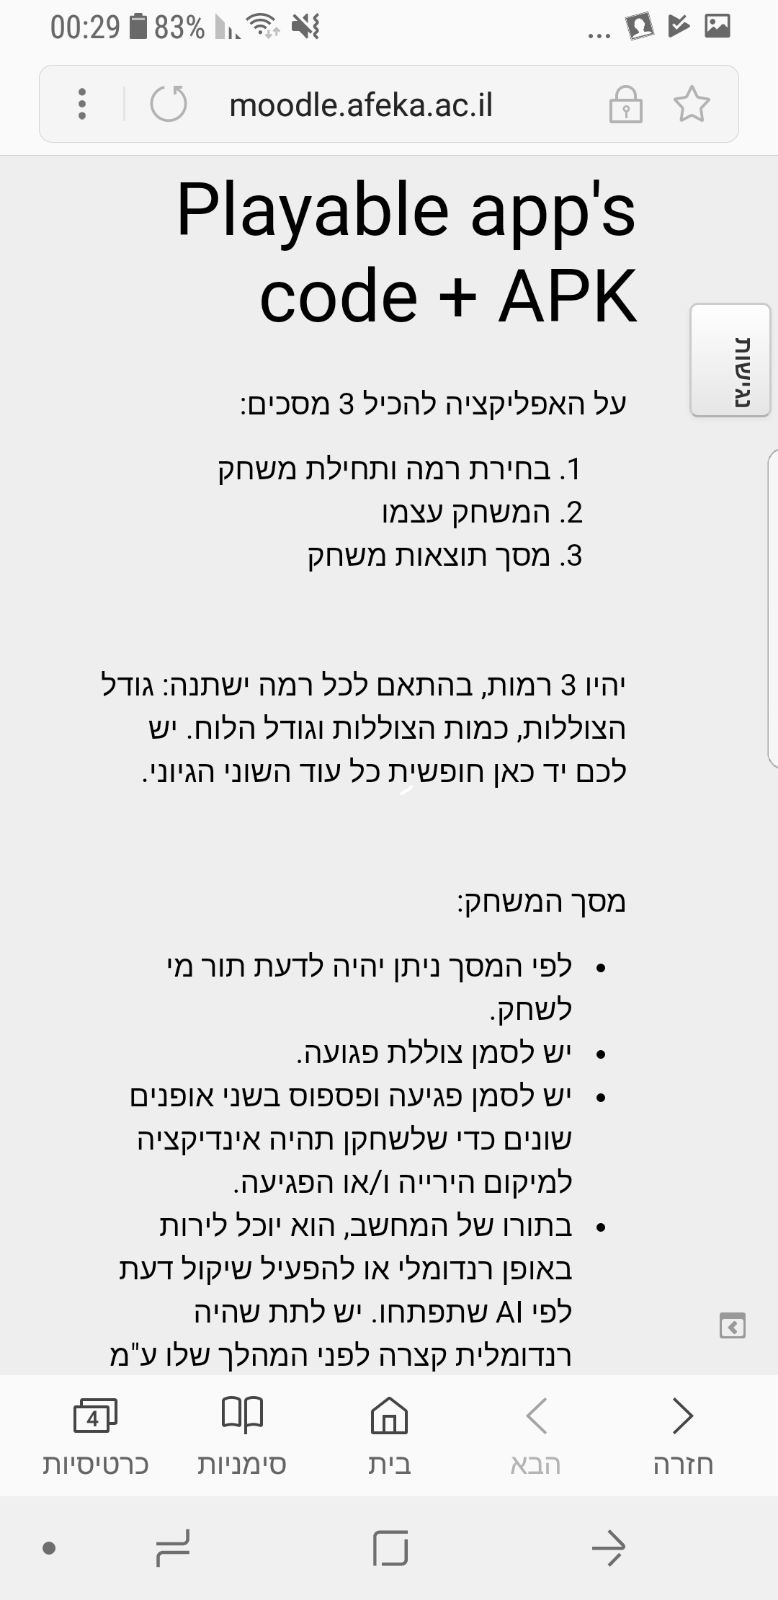 00:29 83% ...
moodle.afeka.ac.il
Playable app's
code + APK
נגישות
על האפליקציה להכיל 3 מסכים:
1. בחירת רמה ותחילת משחק
2. המשחק עצמו
3. מסך תוצאות משחק
יהיו 3 רמות, בהתאם לכל רמה ישתנה: גודל
הצוללות, כמות הצוללות וגודל הלוח. יש
לכם יד כאן חופשית כל עוד השוני הגיוני.
מסך המשחק:
• לפי המסך ניתן יהיה לדעת תור מי
לשחק.
• יש לסמן צוללת פגועה.
• יש לסמן פגיעה ופספוס בשני אופנים
שונים כדי שלשחקן תהיה אינדיקציה
למיקום הירייה ו/או הפגיעה.
• בתורו של המחשב, הוא יוכל לירות
באופן רנדומלי או להפעיל שיקול דעת
לפי AI שתפתחו. יש לתת שהיה
רנדומלית קצרה לפני המהלך שלו ע"מ
4
חזרה הבא בית סימניות כרטיסיות